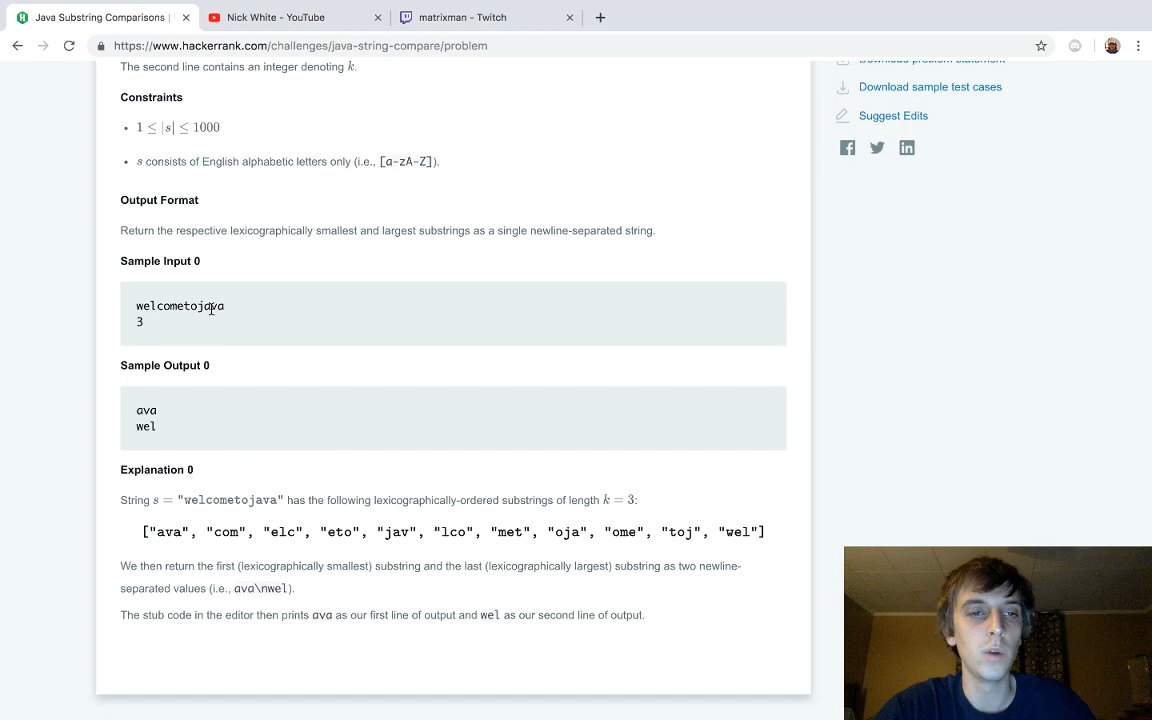 Java Substring Comparisons |
Nick White - YouTube
matrixman - Twitch
https://www.hackerrank.com/challenges/java-string-compare/problem
The second line contains an integer denoting k.
Constraints
• 1 ≤ |s| ≤ 1000
• s consists of English alphabetic letters only (i.e., [a-zA-Z]).
Output Format
Return the respective lexicographically smallest and largest substrings as a single newline-separated string.
Sample Input 0
welcometojava
3
Sample Output 0
ava
wel
Explanation 0
String s = "welcometojava" has the following lexicographically-ordered substrings of length k = 3:
["ava", "com", "elc", "eto", "jav", "lco", "met", "oja", "ome", "toj", "wel"]
We then return the first (lexicographically smallest) substring and the last (lexicographically largest) substring as two newline-
separated values (i.e., ava\nwel).
The stub code in the editor then prints ava as our first line of output and wel as our second line of output.
Download problem statement
Download sample test cases
Suggest Edits